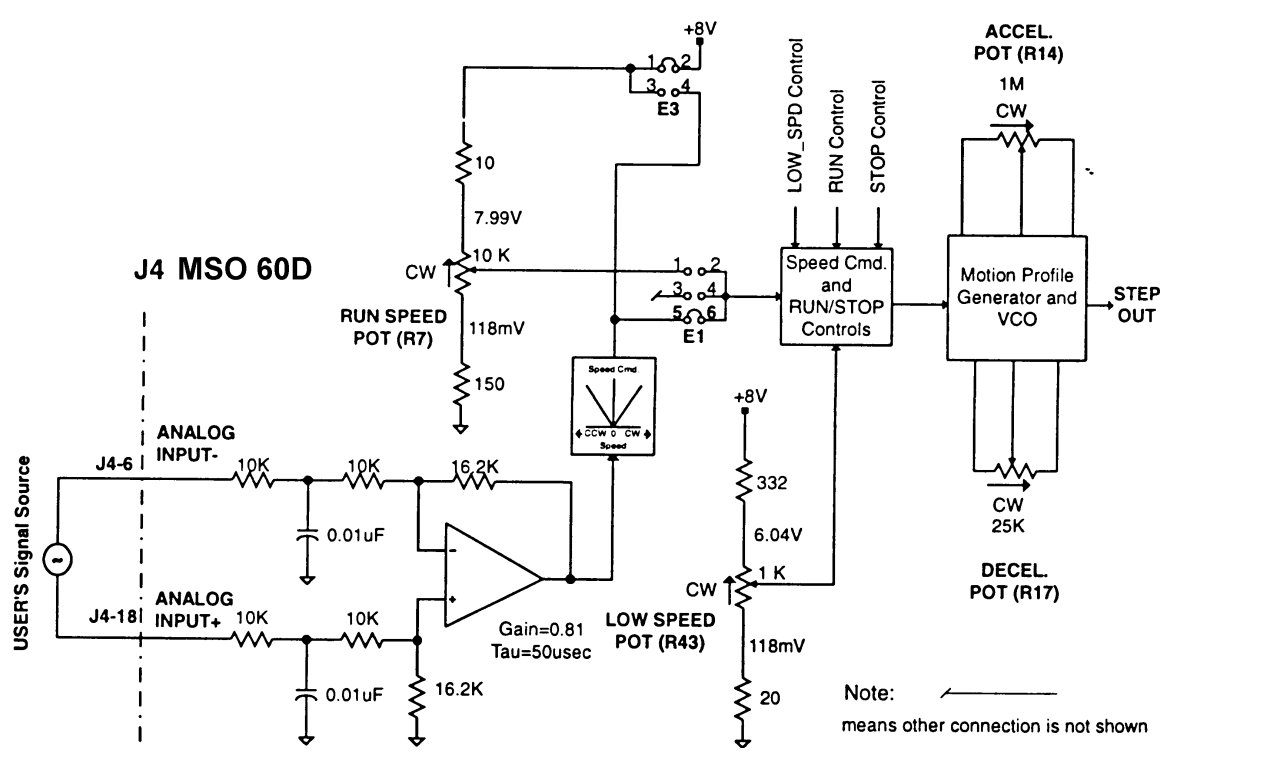 ACCEL.
POT (R14)
1M
CW
+8V
1 2
3 4
E3
LOW_SPD Control
RUN Control
STOP Control
10
7.99V
10 K
CW
RUN SPEED
POT (R7)
118mV
150
J4 MSO 60D
1 2
3 4
5 6
E1
Speed Cmd.
and
RUN/STOP
Controls
Motion Profile
Generator and
VCO
STEP
OUT
Speed Cmd.
CCW 0 CW
Speed
+8V
332
6.04V
1 K
CW
LOW SPEED
POT (R43)
118mV
20
CW
25K
DECEL.
POT (R17)
USER'S Signal Source
J4-6
ANALOG
INPUT-
10K
10K
16.2K
0.01uF
-
+
~
J4-18
ANALOG
INPUT+
10K
10K
0.01uF
16.2K
Gain=0.81
Tau=50usec
Note:
means other connection is not shown